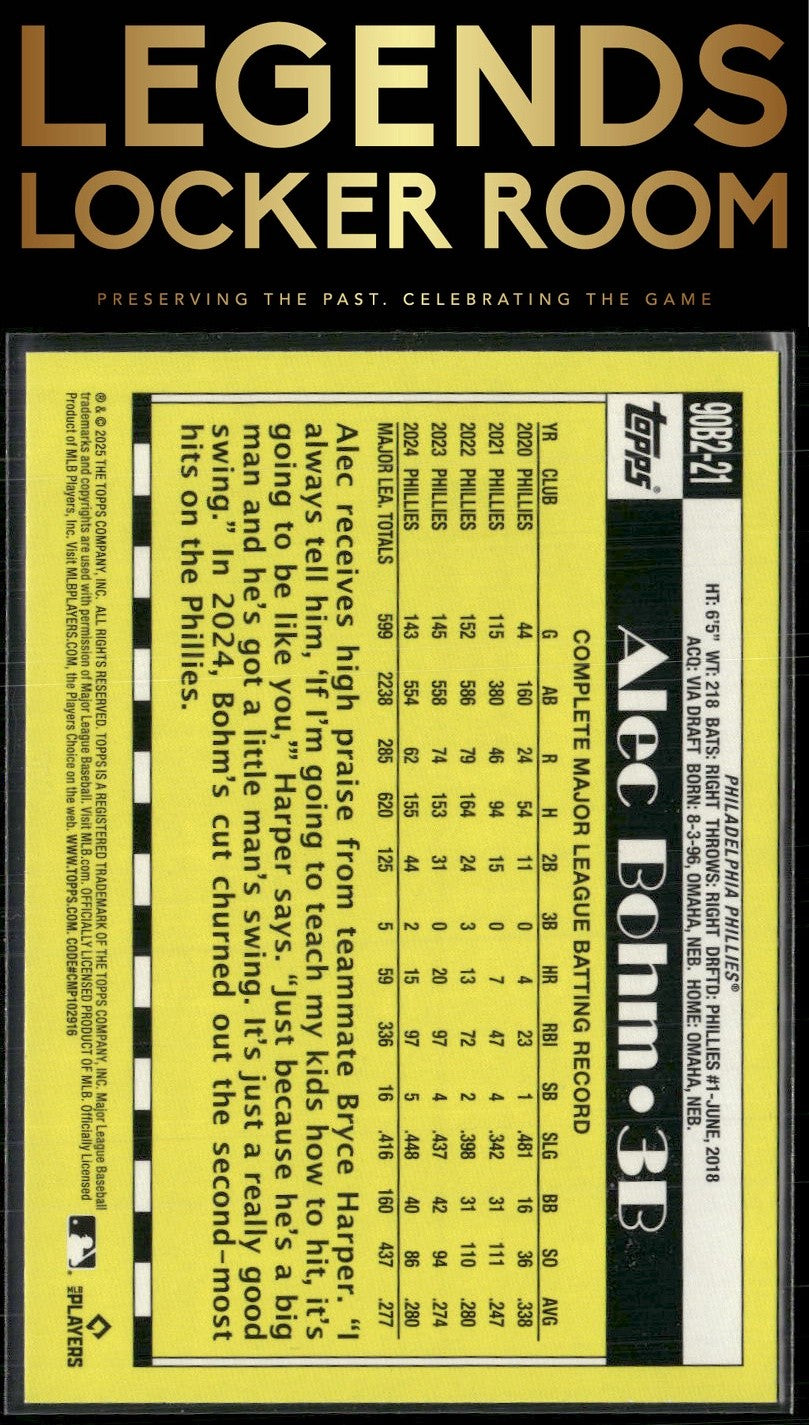 LEGENDS
LOCKER ROOM
PRESERVING THE PAST. CELEBRATING THE GAME
90B2-21
PHILADELPHIA PHILLIES®
HT: 6'5" WT: 218 BATS: RIGHT THROWS: RIGHT DRFTD: PHILLIES #1-JUNE, 2018
ACQ: VIA DRAFT BORN: 8-3-96, OMAHA, NEB. HOME: OMAHA, NEB.
topps®
Alec Bohm • 3B
COMPLETE MAJOR LEAGUE BATTING RECORD
YR CLUB G AB R H 2B 3B HR RBI SB SLG BB SO AVG
2020 PHILLIES 44 160 24 54 11 0 4 23 1 .481 16 36 .338
2021 PHILLIES 115 380 46 94 15 0 7 47 4 .342 31 111 .247
2022 PHILLIES 152 586 79 164 24 3 13 72 2 .398 31 110 .280
2023 PHILLIES 145 558 74 153 31 0 20 97 4 .437 42 94 .274
2024 PHILLIES 143 554 62 155 44 2 15 97 5 .448 40 86 .280
MAJOR LEA. TOTALS 599 2238 285 620 125 5 59 336 16 .416 160 437 .277
Alec receives high praise from teammate Bryce Harper. “I
always tell him, ‘If I’m going to teach my kids how to hit, it’s
going to be like you,’” Harper says. “Just because he’s a big
man and he’s got a little man’s swing. It’s just a really good
swing.” In 2024, Bohm’s cut churned out the second-most
hits on the Phillies.
® & © 2025 THE TOPPS COMPANY, INC. ALL RIGHTS RESERVED. TOPPS IS A REGISTERED TRADEMARK OF THE TOPPS COMPANY, INC. Major League Baseball
trademarks and copyrights are used with permission of Major League Baseball. Visit MLB.com. OFFICIALLY LICENSED PRODUCT OF MLB. Officially Licensed
Product of MLB Players, Inc. Visit MLBPLAYERS.COM, the Players Choice on the web. WWW.TOPPS.COM. CODE#CMP102916
MLB PLAYERS